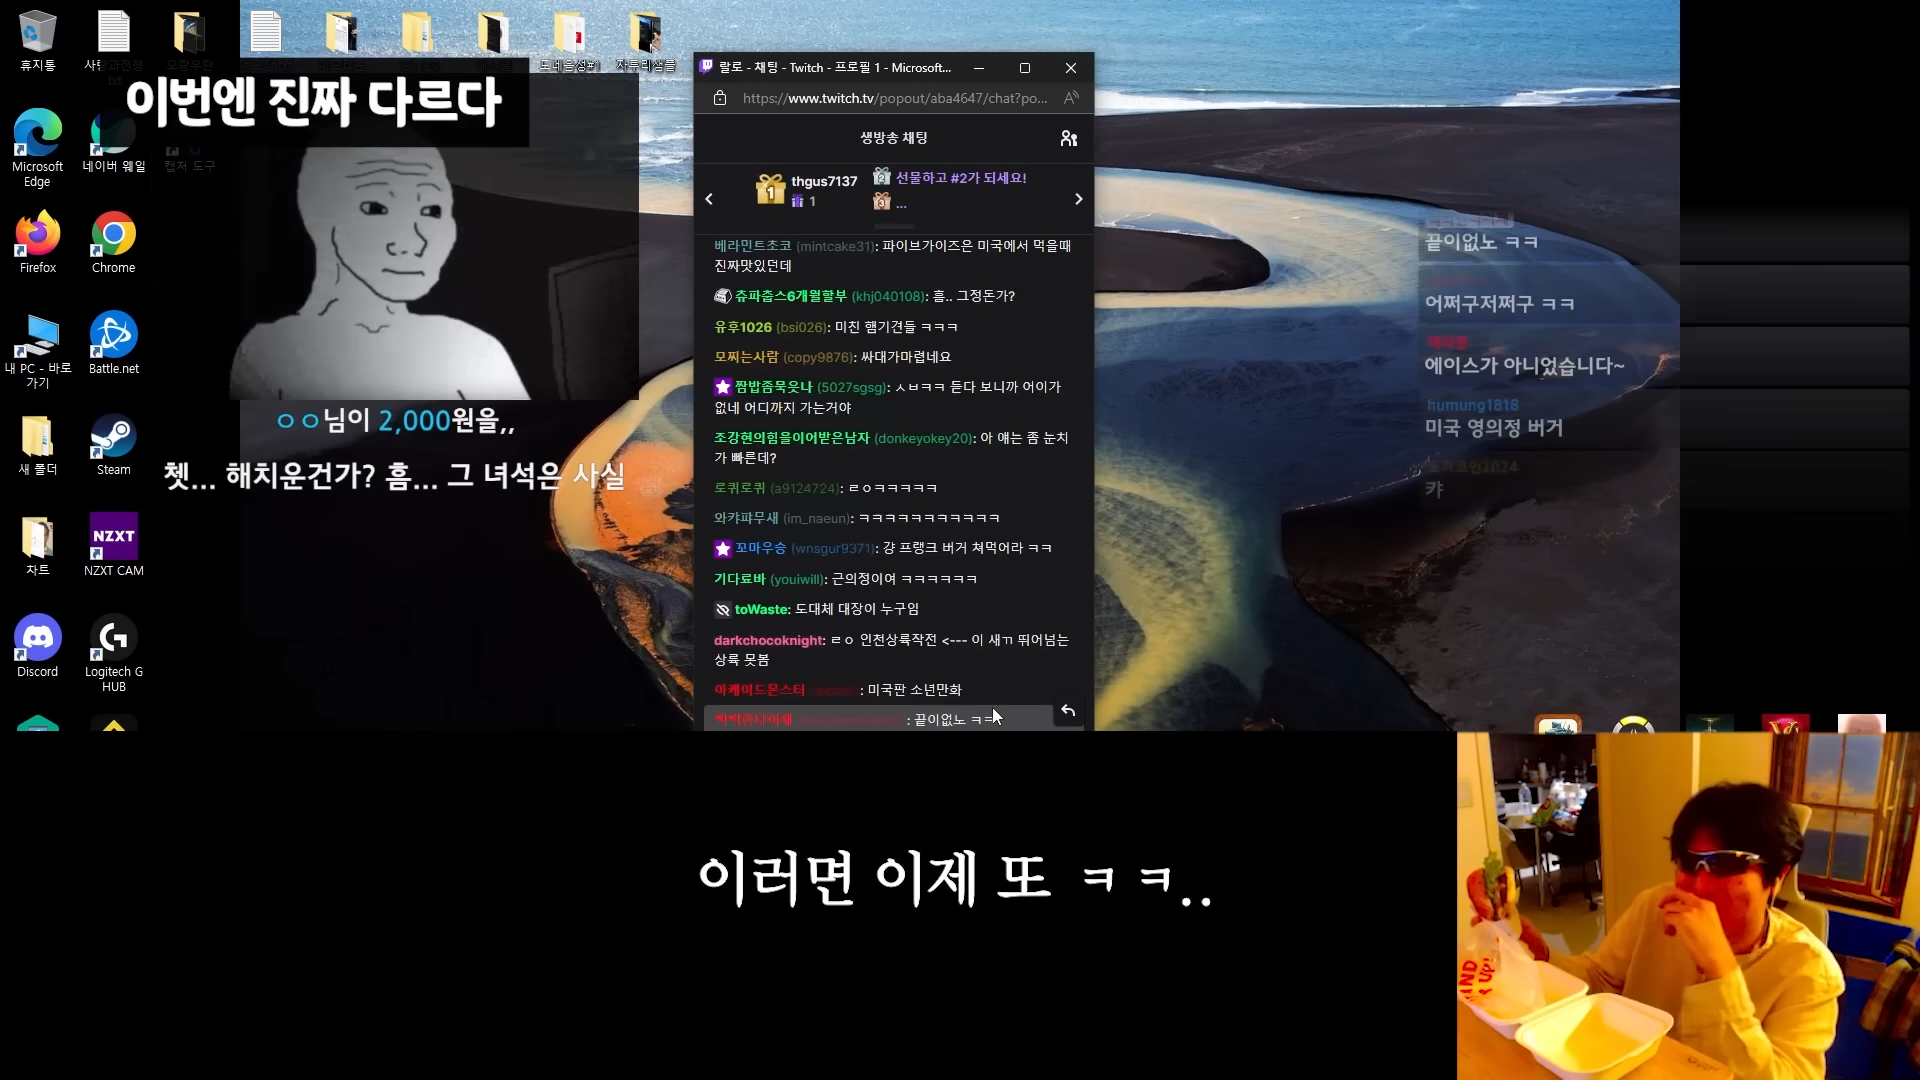 휴지통
이번엔 진짜 다르다
Microsoft Edge
네이버 웨일
캡처 도구
Firefox
Chrome
내 PC - 바로 가기
Battle.net
새 폴더
Steam
차트
NZXT
NZXT CAM
Discord
Logitech G HUB
ㅇㅇ님이 2,000원을,,
쳇... 해치운건가? 흠... 그 녀석은 사실
랄로 - 채팅 - Twitch - 프로필 1 - Microsoft...
https://www.twitch.tv/popout/aba4647/chat?po...
생방송 채팅
1 thgus7137
1
2 선물하고 #2가 되세요!
3 ...
베라민트초코 (mintcake31): 파이브가이즈은 미국에서 먹을때
진짜맛있던데
츄파춥스6개월할부 (khj040108): 흠.. 그정돈가?
유후1026 (bsi026): 미친 햄기견들 ㅋㅋㅋ
모찌는사람 (copy9876): 싸대가마렵네요
짬밥좀묵읏나 (5027sgsg): ㅅㅂㅋㅋ 듣다 보니까 어이가
없네 어디까지 가는거야
조강현의힘을이어받은남자 (donkeyokey20): 아 얘는 좀 눈치
가 빠른데?
로퀴로퀴 (a9124724): ㄹㅇㅋㅋㅋㅋㅋ
와캬퍄무새 (im_naeun): ㅋㅋㅋㅋㅋㅋㅋㅋㅋㅋㅋ
꼬마우승 (wnsgur9371): 걍 프랭크 버거 쳐먹어라 ㅋㅋ
기다료바 (youiwill): 근의정이여 ㅋㅋㅋㅋㅋㅋ
toWaste: 도대체 대장이 누구임
darkchocoknight: ㄹㅇ 인천상륙작전 <--- 이 새ㄲ 뛰어넘는
상륙 못봄
아케이드몬스터 : 미국판 소년만화
: 끝이없노 ㅋㅋ
끝이없노 ㅋㅋ
어쩌구저쩌구 ㅋㅋ
에이스가 아니었습니다~
humung1818
미국 영의정 버거
캬
이러면 이제 또 ㅋㅋ..